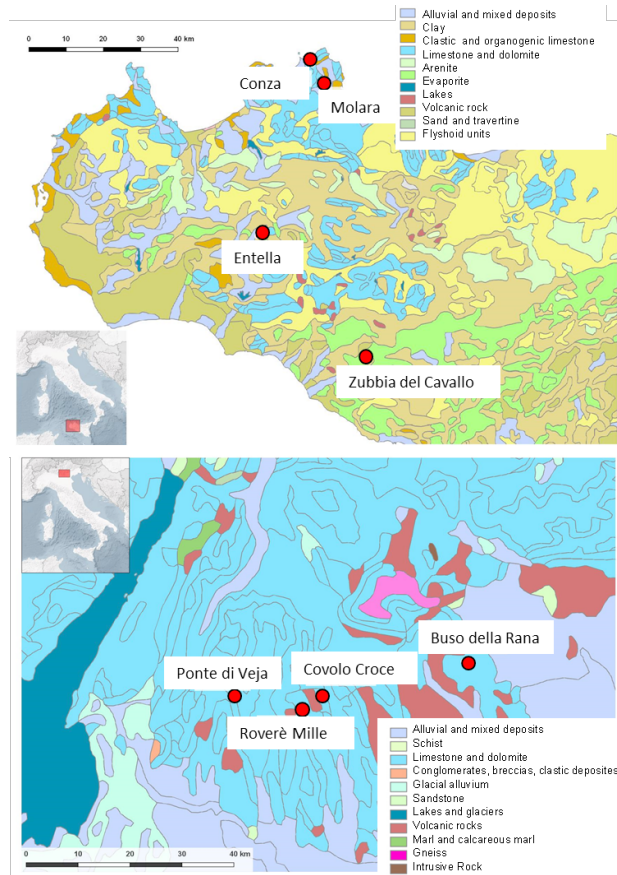 Alluvial and mixed deposits
Clay
Clastic and organogenic limestone
Limestone and dolomite
Arenite
Evaporite
Lakes
Volcanic rock
Sand and travertine
Flyshoid units
0 10 20 30 40 km
Conza
Molara
Entella
Zubbia del Cavallo
Buso della Rana
Ponte di Veja
Covolo Croce
Roverè Mille
Alluvial and mixed deposits
Schist
Limestone and dolomite
Conglomerates, breccias, clastic deposites
Glacial alluvium
Sandstone
Lakes and glaciers
Volcanic rocks
Marl and calcareous marl
Gneiss
Intrusive Rock
0 10 20 30 40 km